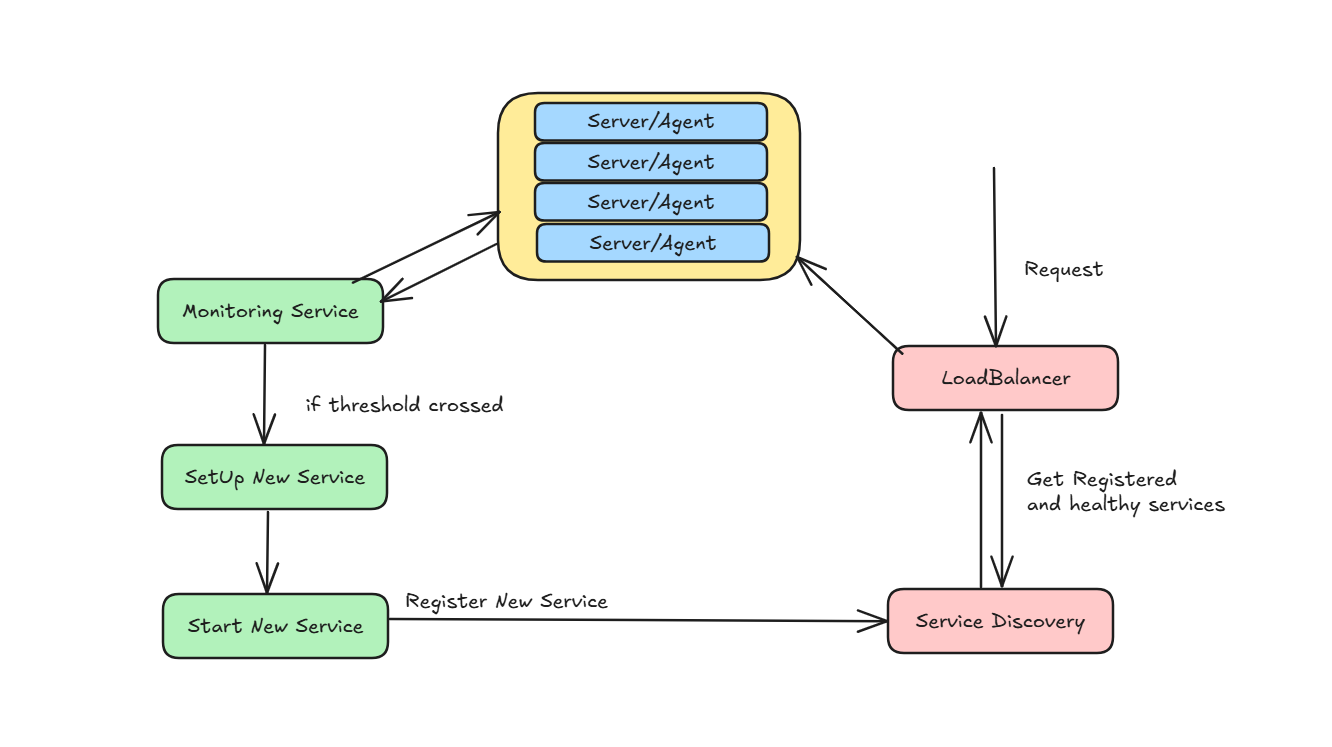 Server/Agent
Server/Agent
Server/Agent
Server/Agent
Request
Monitoring Service
LoadBalancer
if threshold crossed
SetUp New Service
Get Registered
and healthy services
Register New Service
Start New Service
Service Discovery